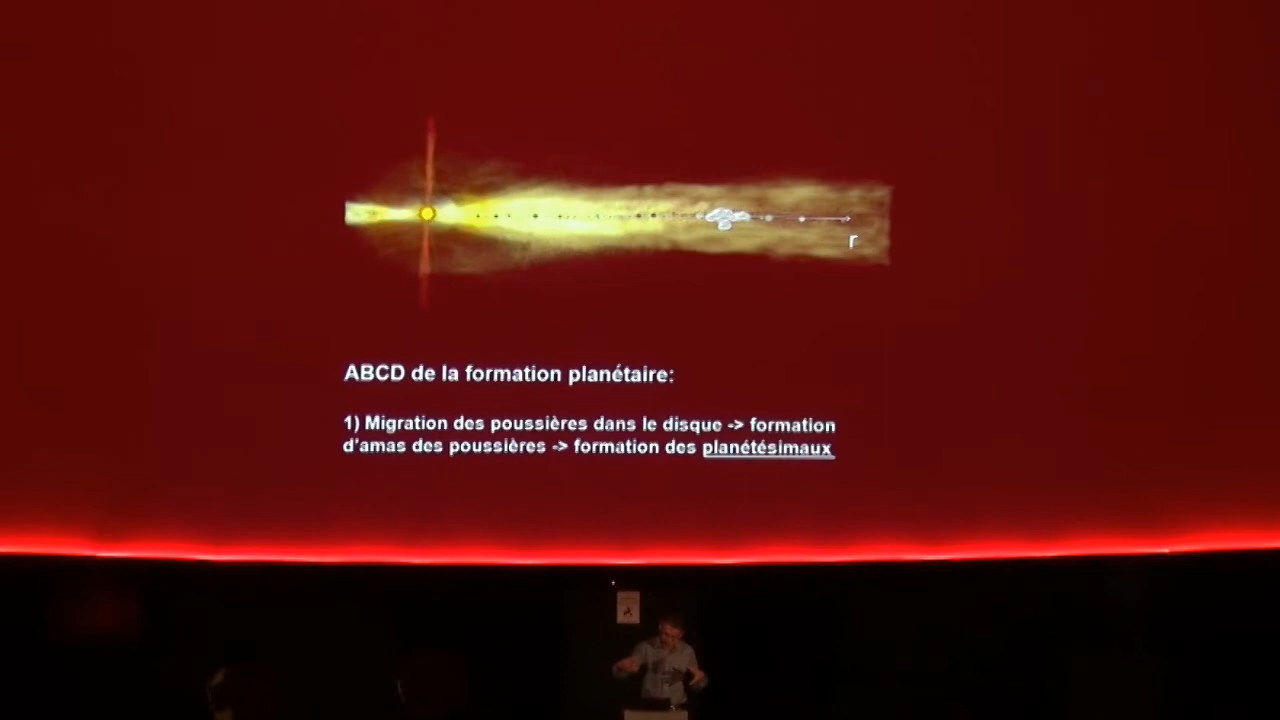 r
ABCD de la formation planétaire:
1) Migration des poussières dans le disque -> formation
d'amas des poussières -> formation des planétésimaux